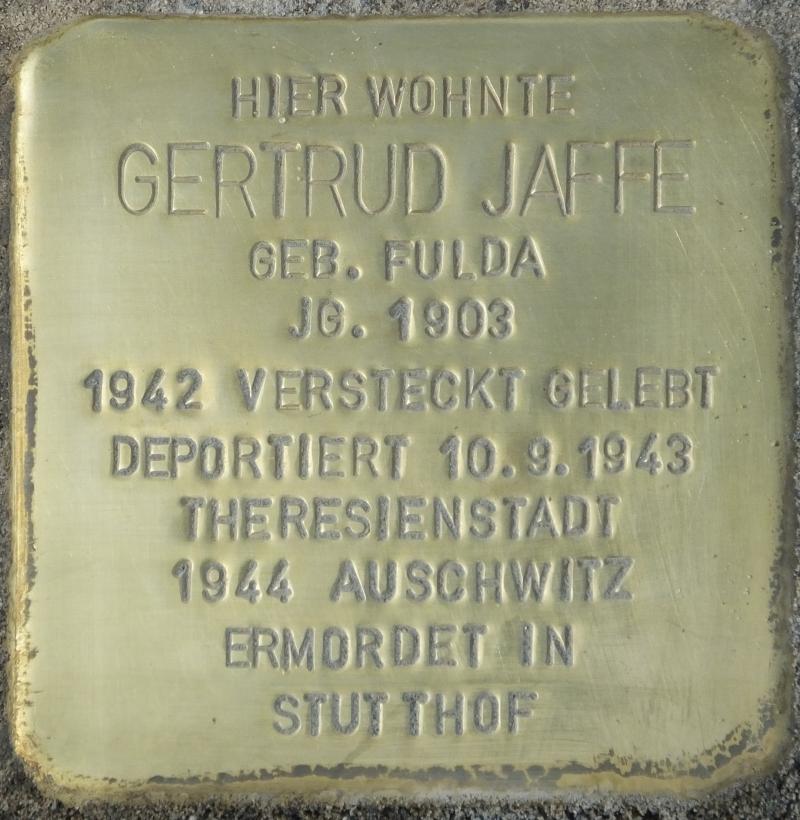 HIER WOHNTE
GERTRUD JAFFE
GEB. FULDA
JG. 1903
1942 VERSTECKT GELEBT
DEPORTIERT 10.9.1943
THERESIENSTADT
1944 AUSCHWITZ
ERMORDET IN
STUTTHOF